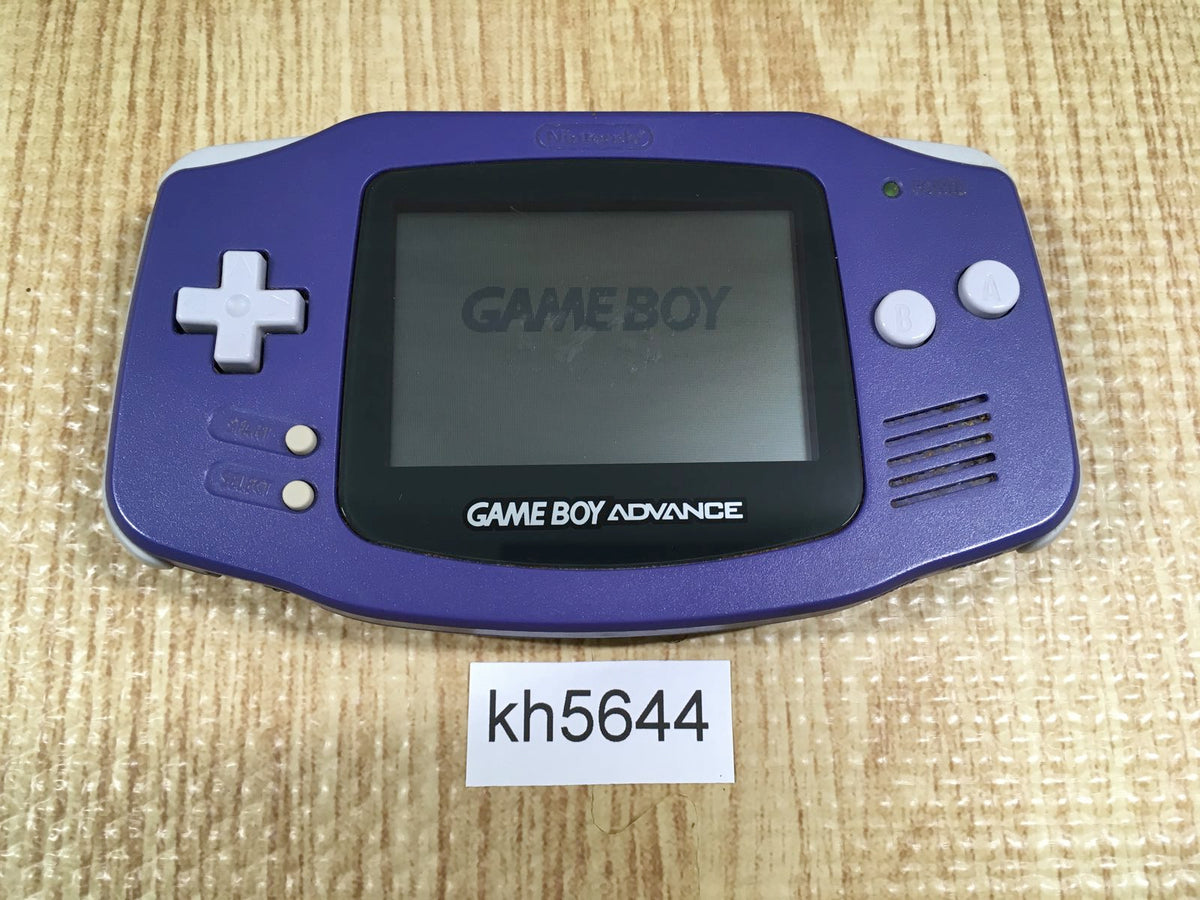 Nintendo
POWER
GAME BOY
A
B
START
SELECT
GAME BOY ADVANCE
kh5644